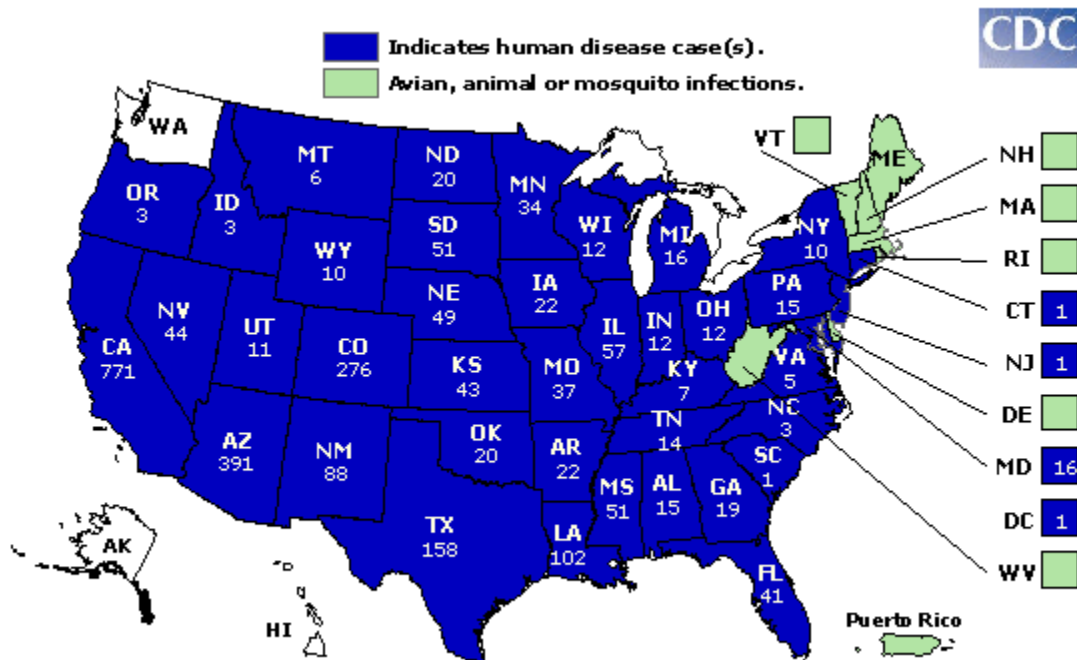 CDC
Indicates human disease case(s).
Avian, animal or mosquito infections.
WA
MT
6
ND
20
MN
34
VT
ME
NH
MA
OR
3
ID
3
SD
51
WI
12
MI
16
NY
10
RI
WY
10
IA
22
PA
15
CT 1
NV
44
NE
49
OH
12
IL
57
IN
12
NJ 1
CA
771
UT
11
CO
276
KS
43
MO
37
KY
7
VA
5
DE
NC
3
MD 16
AZ
391
NM
88
OK
20
AR
22
TN
14
SC
1
MS
51
AL
15
GA
19
DC 1
TX
158
LA
102
WV
AK
FL
41
HI
Puerto Rico